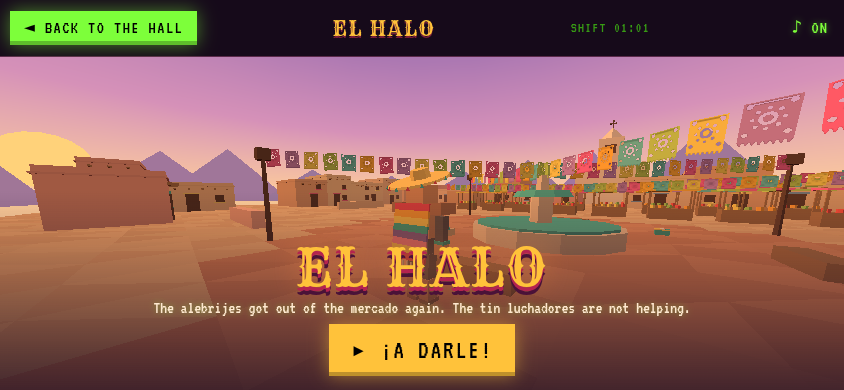 ◄ BACK TO THE HALL
EL HALO
SHIFT 01:01
♪ ON
EL HALO
The alebrijes got out of the mercado again. The tin luchadores are not helping.
► ¡A DARLE!